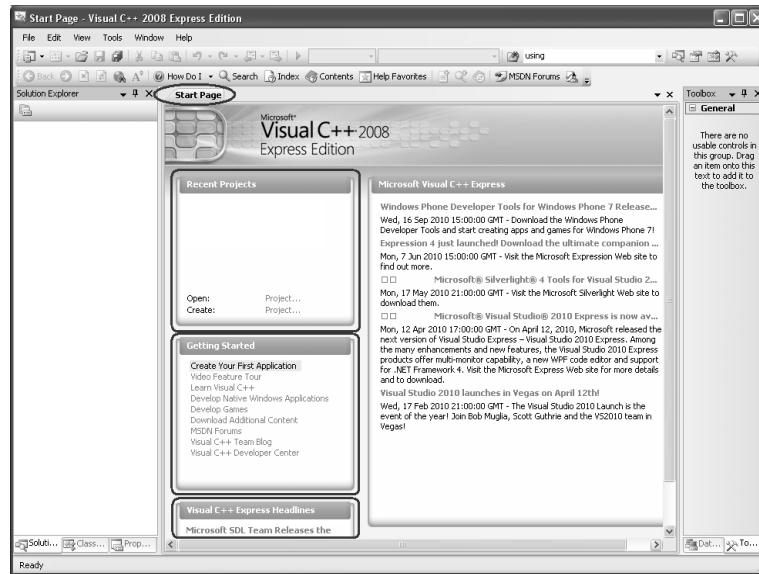 Start Page - Visual C++ 2008 Express Edition
File Edit View Tools Window Help
using
Back How Do I Search Index Contents Help Favorites MSDN Forums
Solution Explorer
Start Page
Toolbox
General
There are no
usable controls in
this group. Drag
an item onto this
text to add it to
the toolbox.
Microsoft®
Visual C++ 2008
Express Edition
Recent Projects
Open: Project...
Create: Project...
Getting Started
Create Your First Application
Video Feature Tour
Learn Visual C++
Develop Native Windows Applications
Develop Games
Download Additional Content
MSDN Forums
Visual C++ Team Blog
Visual C++ Developer Center
Visual C++ Express Headlines
Microsoft SDL Team Releases the
Microsoft Visual C++ Express
Windows Phone Developer Tools for Windows Phone 7 Release...
Wed, 16 Sep 2010 15:00:00 GMT - Download the Windows Phone
Developer Tools and start creating apps and games for Windows Phone 7!
Expression 4 just launched! Download the ultimate companion ...
Mon, 7 Jun 2010 15:00:00 GMT - Visit the Microsoft Expression Web site to
find out more.
Microsoft® Silverlight® 4 Tools for Visual Studio 2...
Mon, 17 May 2010 21:00:00 GMT - Visit the Microsoft Silverlight Web site to
download them.
Microsoft® Visual Studio® 2010 Express is now av...
Mon, 12 Apr 2010 17:00:00 GMT - On April 12, 2010, Microsoft released the
next version of Visual Studio Express – Visual Studio 2010 Express. Among
the many enhancements and new features, the Visual Studio 2010 Express
products offer multi-monitor capability, a new WPF code editor and support
for .NET Framework 4. Visit the Microsoft Express Web site for more details
and to download.
Visual Studio 2010 launches in Vegas on April 12th!
Wed, 17 Feb 2010 21:00:00 GMT - The Visual Studio 2010 Launch is the
event of the year! Join Bob Muglia, Scott Guthrie and the VS2010 team in
Vegas!
Soluti... Class... Prop...
Dat... To...
Ready